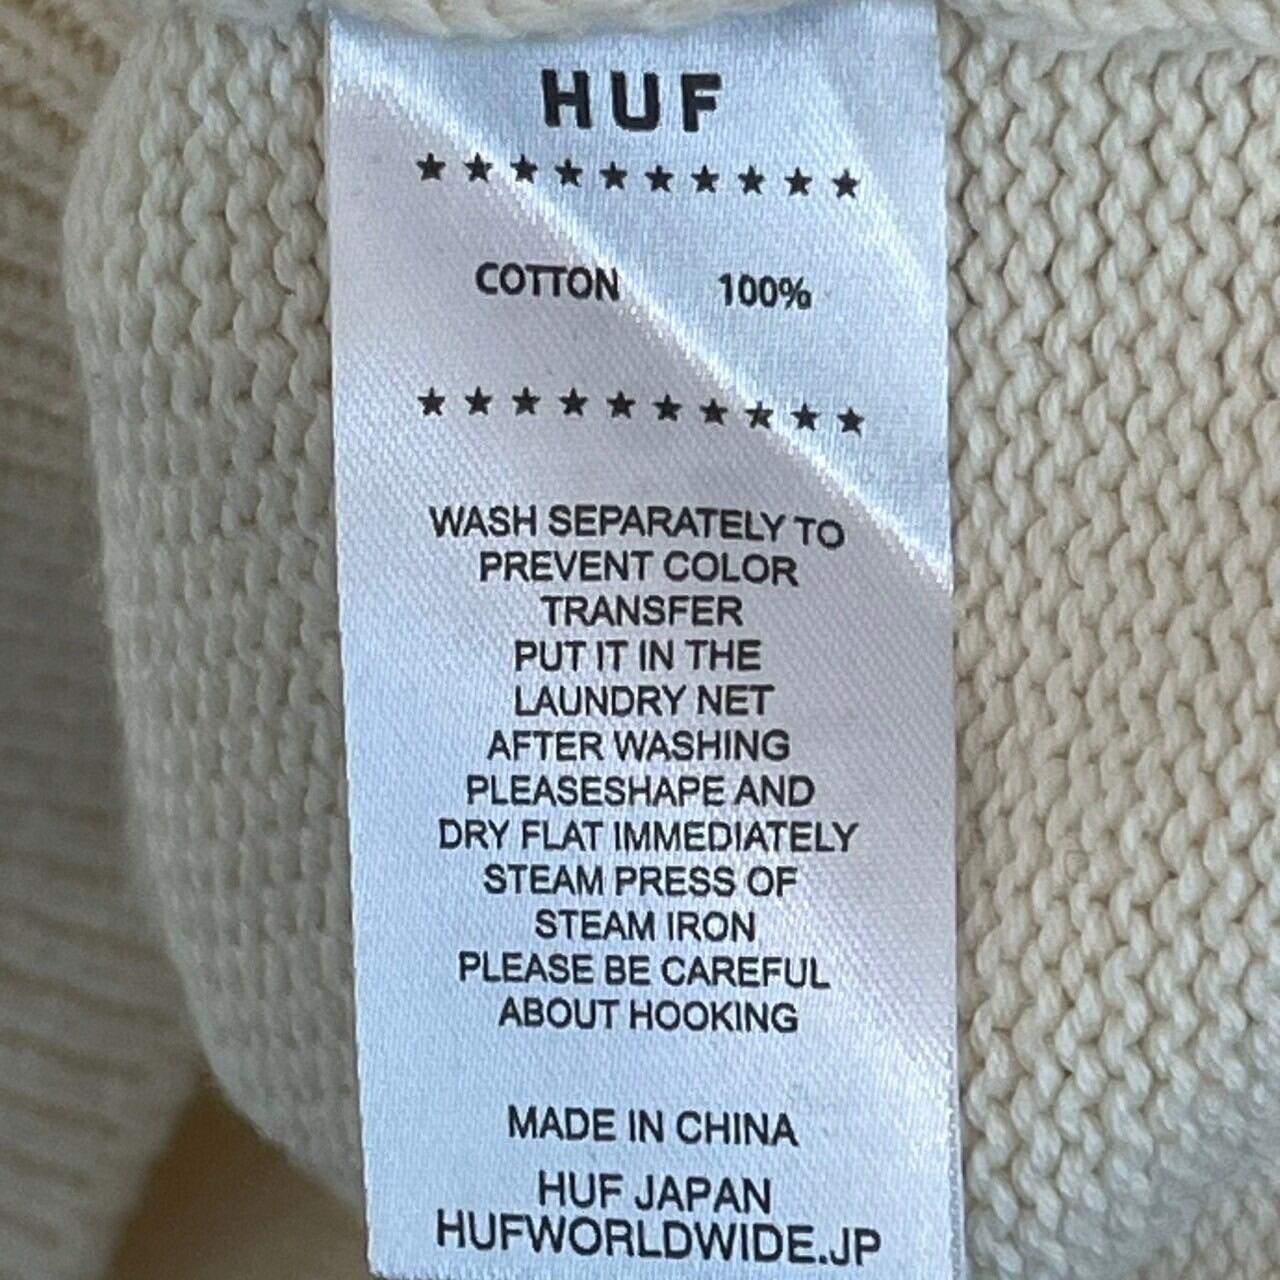 HUF
★★★★★★★★★★
COTTON 100%
★★★★★★★★★★
WASH SEPARATELY TO
PREVENT COLOR
TRANSFER
PUT IT IN THE
LAUNDRY NET
AFTER WASHING
PLEASESHAPE AND
DRY FLAT IMMEDIATELY
STEAM PRESS OF
STEAM IRON
PLEASE BE CAREFUL
ABOUT HOOKING
MADE IN CHINA
HUF JAPAN
HUFWORLDWIDE.JP